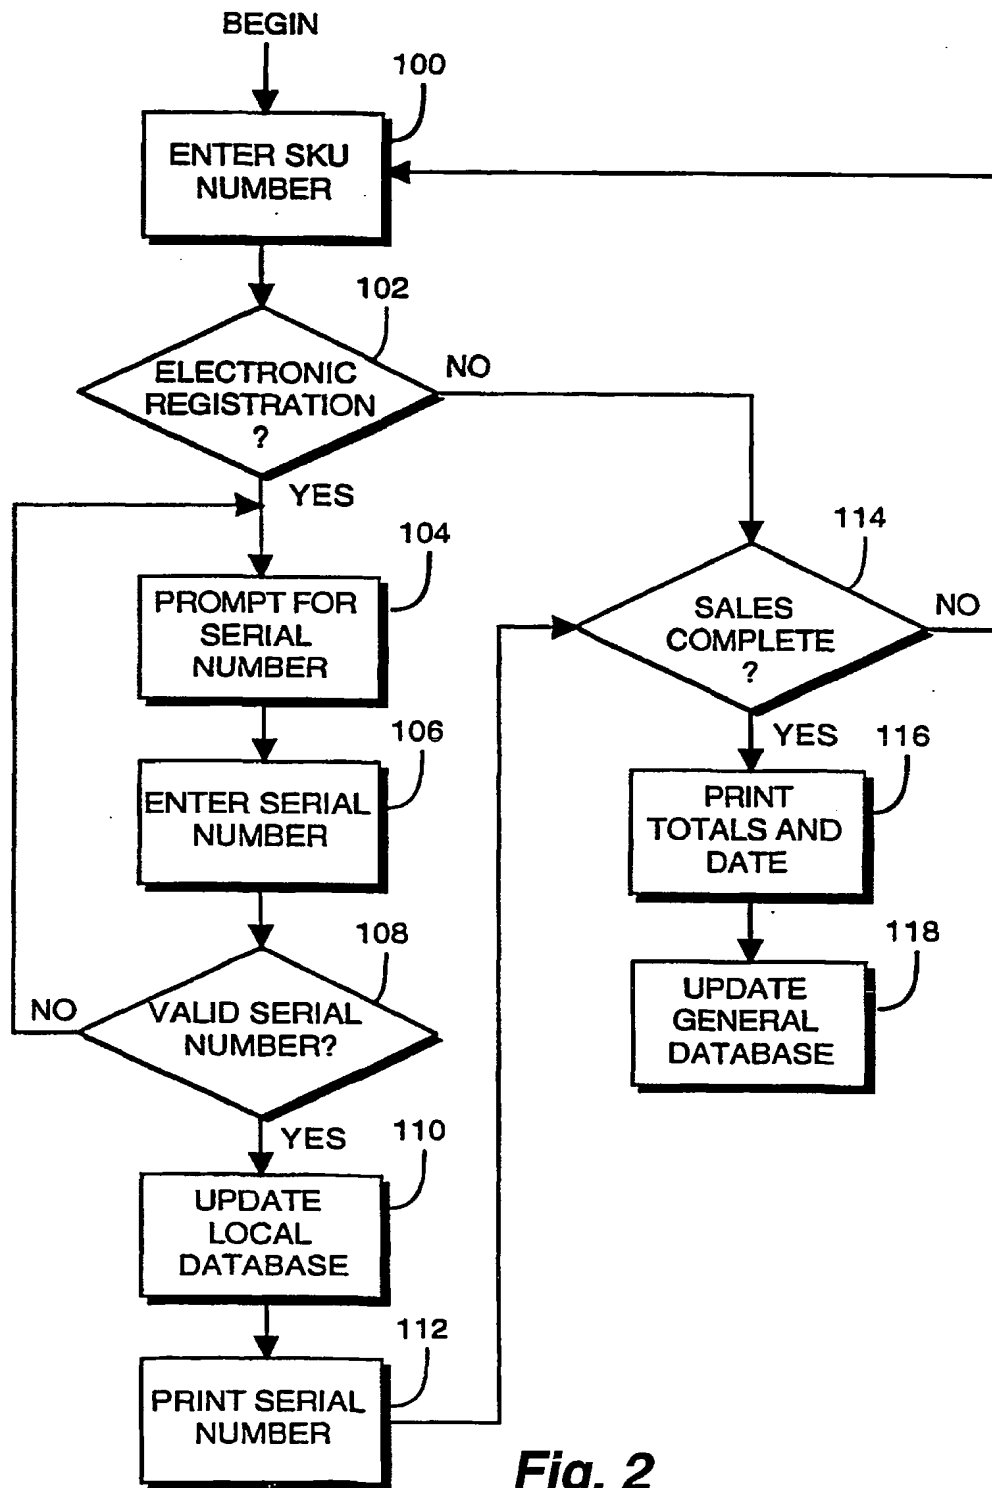 BEGIN
100
ENTER SKU
NUMBER
102
ELECTRONIC
REGISTRATION
?
NO
YES
104
PROMPT FOR
SERIAL
NUMBER
106
ENTER SERIAL
NUMBER
108
VALID SERIAL
NUMBER?
NO
YES
110
UPDATE
LOCAL
DATABASE
112
PRINT SERIAL
NUMBER
114
SALES
COMPLETE
?
NO
YES
116
PRINT
TOTALS AND
DATE
118
UPDATE
GENERAL
DATABASE
Fig. 2